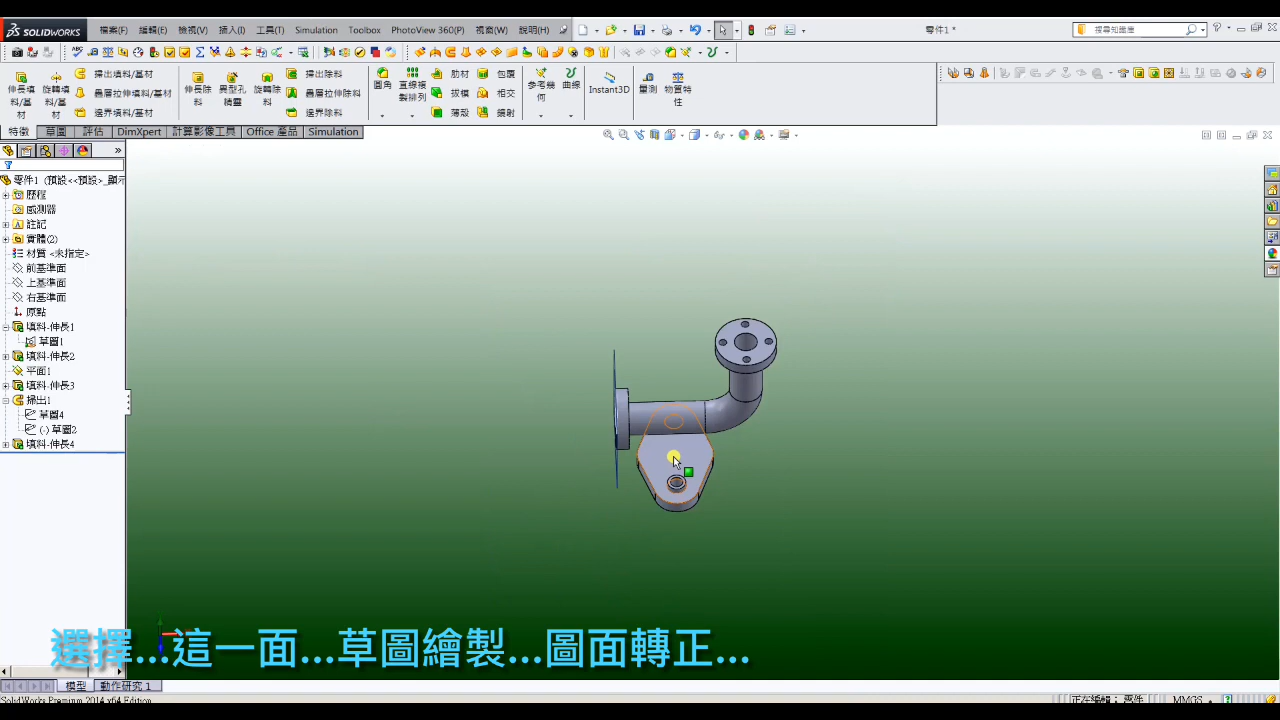 SOLIDWORKS
檔案(F) 編輯(E) 檢視(V) 插入(I) 工具(T) Simulation Toolbox PhotoView 360(P) 視窗(W) 說明(H)
零件1 *
搜尋知識庫
伸長填料/基材
旋轉填料/基材
掃出填料/基材
疊層拉伸填料/基材
邊界填料/基材
伸長除料
異型孔精靈
旋轉除料
掃出除料
疊層拉伸除料
邊界除料
圓角
直線複製排列
肋材
拔模
薄殼
包覆
相交
鏡射
參考幾何
曲線
Instant3D
量測
物質特性
特徵 草圖 評估 DimXpert 計算影像工具 Office 產品 Simulation
零件1 (預設<<預設>_顯示
歷程
感測器
註記
實體(2)
材質 <未指定>
前基準面
上基準面
右基準面
原點
填料-伸長1
草圖1
填料-伸長2
平面1
填料-伸長3
掃出1
草圖4
(-) 草圖2
填料-伸長4
選擇...這一面...草圖繪製...圖面轉正...
模型 動作研究 1
SolidWorks Premium 2014 x64 Edition
正在編輯: 零件
MMGS